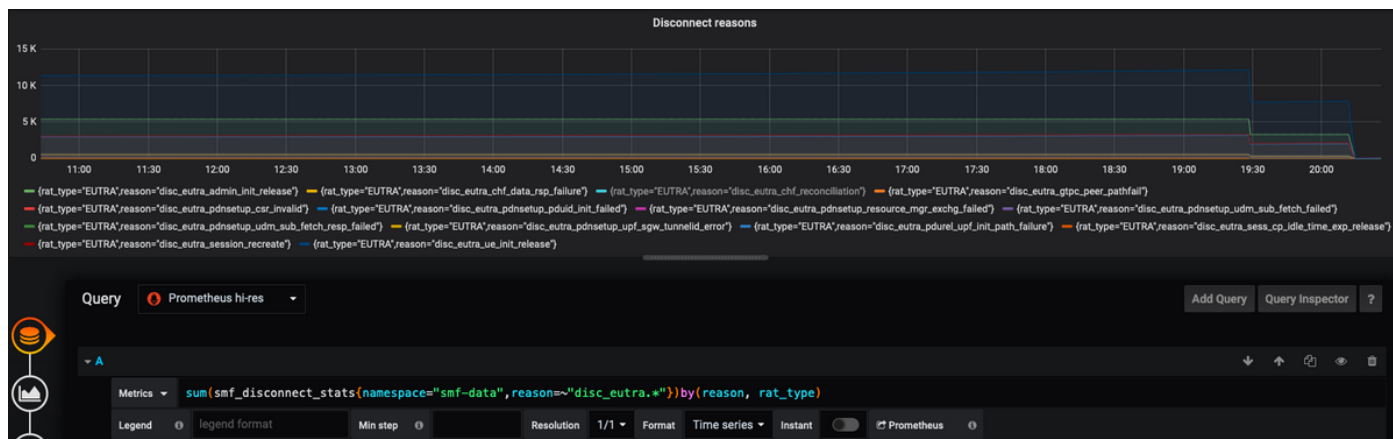 Disconnect reasons
15 K
10 K
5 K
0
11:00 11:30 12:00 12:30 13:00 13:30 14:00 14:30 15:00 15:30 16:00 16:30 17:00 17:30 18:00 18:30 19:00 19:30 20:00
{rat_type="EUTRA",reason="disc_eutra_admin_init_release"} {rat_type="EUTRA",reason="disc_eutra_chf_data_rsp_failure"} {rat_type="EUTRA",reason="disc_eutra_chf_reconciliation"} {rat_type="EUTRA",reason="disc_eutra_gtpc_peer_pathfail"}
{rat_type="EUTRA",reason="disc_eutra_pdnsetup_csr_invalid"} {rat_type="EUTRA",reason="disc_eutra_pdnsetup_pduid_init_failed"} {rat_type="EUTRA",reason="disc_eutra_pdnsetup_resource_mgr_exchg_failed"} {rat_type="EUTRA",reason="disc_eutra_pdnsetup_udm_sub_fetch_failed"}
{rat_type="EUTRA",reason="disc_eutra_pdnsetup_udm_sub_fetch_resp_failed"} {rat_type="EUTRA",reason="disc_eutra_pdnsetup_upf_sgw_tunnelid_error"} {rat_type="EUTRA",reason="disc_eutra_pdurel_upf_init_path_failure"} {rat_type="EUTRA",reason="disc_eutra_sess_cp_idle_time_exp_release"}
{rat_type="EUTRA",reason="disc_eutra_session_recreate"} {rat_type="EUTRA",reason="disc_eutra_ue_init_release"}
Query Prometheus hi-res Add Query Query Inspector ?
A
Metrics sum(smf_disconnect_stats{namespace="smf-data",reason=~"disc_eutra.*"})by(reason, rat_type)
Legend legend format Min step Resolution 1/1 Format Time series Instant Prometheus